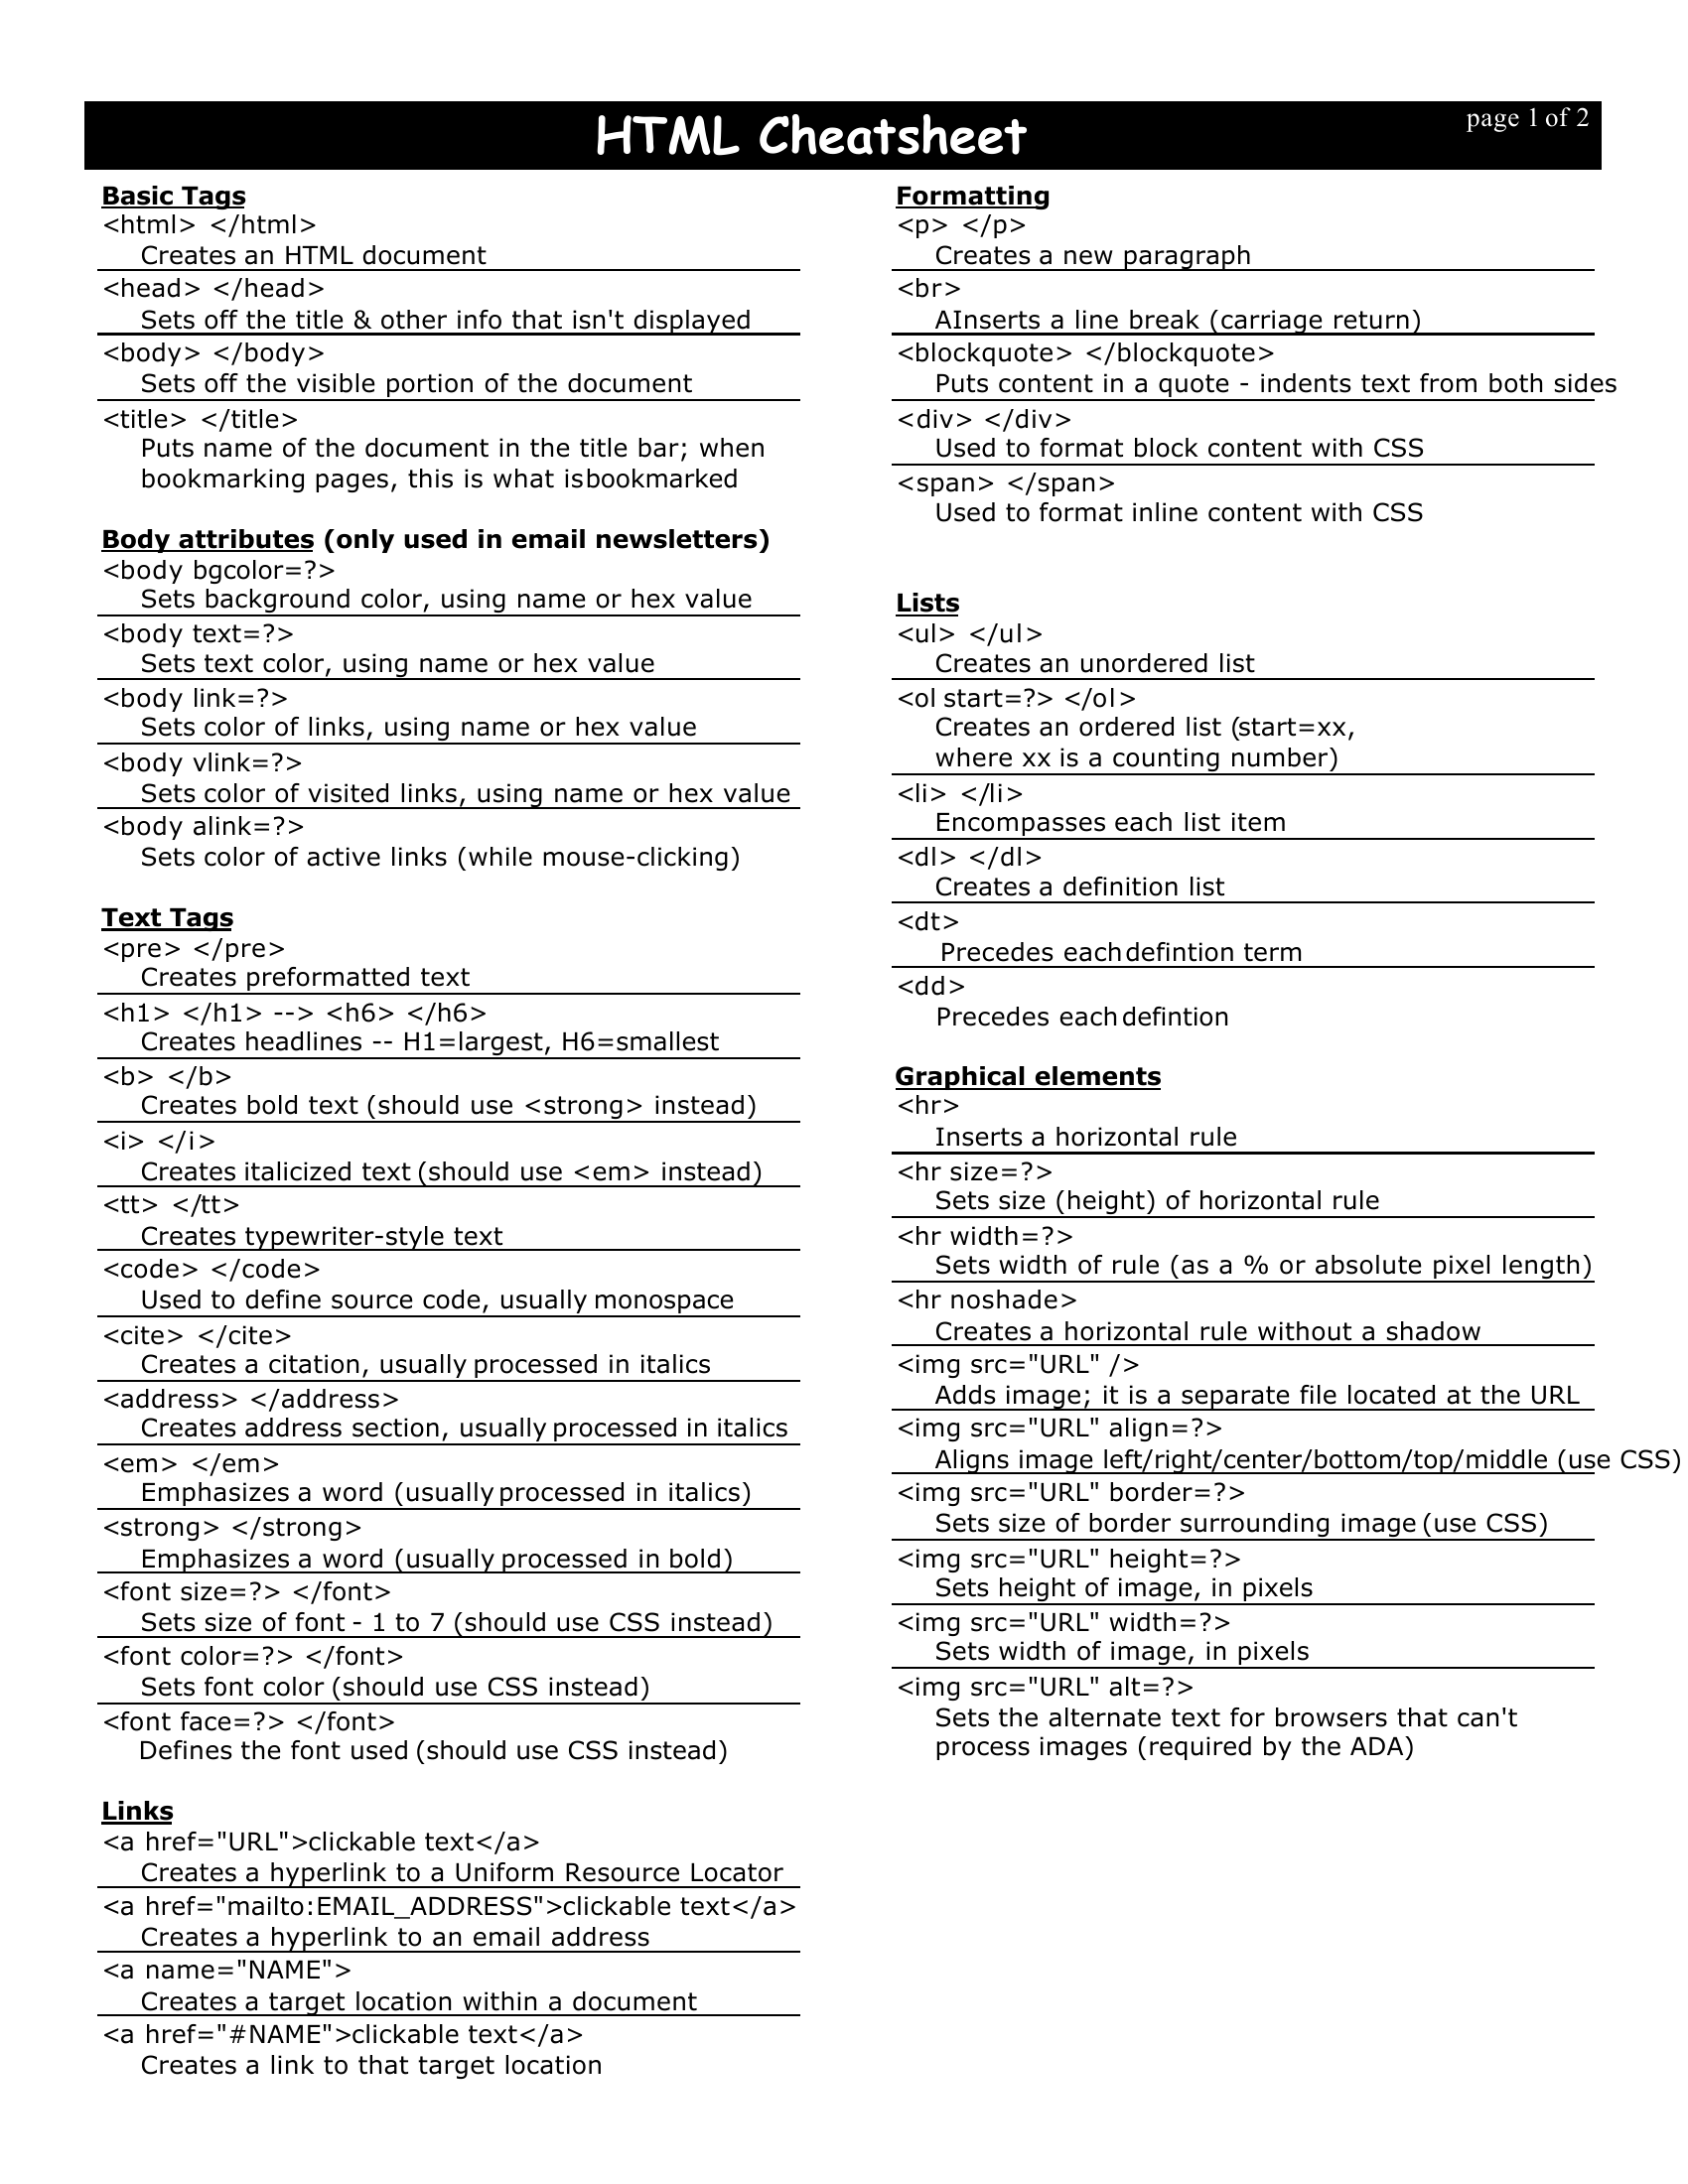 HTML Cheatsheet
page 1 of 2
Basic Tags
<html> </html>
Creates an HTML document
<head> </head>
Sets off the title & other info that isn't displayed
<body> </body>
Sets off the visible portion of the document
<title> </title>
Puts name of the document in the title bar; when
bookmarking pages, this is what is bookmarked
Body attributes (only used in email newsletters)
<body bgcolor=?>
Sets background color, using name or hex value
<body text=?>
Sets text color, using name or hex value
<body link=?>
Sets color of links, using name or hex value
<body vlink=?>
Sets color of visited links, using name or hex value
<body alink=?>
Sets color of active links (while mouse-clicking)
Text Tags
<pre> </pre>
Creates preformatted text
<h1> </h1> --> <h6> </h6>
Creates headlines -- H1=largest, H6=smallest
<b> </b>
Creates bold text (should use <strong> instead)
<i> </i>
Creates italicized text (should use <em> instead)
<tt> </tt>
Creates typewriter-style text
<code> </code>
Used to define source code, usually monospace
<cite> </cite>
Creates a citation, usually processed in italics
<address> </address>
Creates address section, usually processed in italics
<em> </em>
Emphasizes a word (usually processed in italics)
<strong> </strong>
Emphasizes a word (usually processed in bold)
<font size=?> </font>
Sets size of font - 1 to 7 (should use CSS instead)
<font color=?> </font>
Sets font color (should use CSS instead)
<font face=?> </font>
Defines the font used (should use CSS instead)
Links
<a href="URL">clickable text</a>
Creates a hyperlink to a Uniform Resource Locator
<a href="mailto:EMAIL_ADDRESS">clickable text</a>
Creates a hyperlink to an email address
<a name="NAME">
Creates a target location within a document
<a href="#NAME">clickable text</a>
Creates a link to that target location
Formatting
<p> </p>
Creates a new paragraph
<br>
AInserts a line break (carriage return)
<blockquote> </blockquote>
Puts content in a quote - indents text from both sides
<div> </div>
Used to format block content with CSS
<span> </span>
Used to format inline content with CSS
Lists
<ul> </ul>
Creates an unordered list
<ol start=?> </ol>
Creates an ordered list (start=xx,
where xx is a counting number)
<li> </li>
Encompasses each list item
<dl> </dl>
Creates a definition list
<dt>
Precedes each defintion term
<dd>
Precedes each defintion
Graphical elements
<hr>
Inserts a horizontal rule
<hr size=?>
Sets size (height) of horizontal rule
<hr width=?>
Sets width of rule (as a % or absolute pixel length)
<hr noshade>
Creates a horizontal rule without a shadow
<img src="URL" />
Adds image; it is a separate file located at the URL
<img src="URL" align=?>
Aligns image left/right/center/bottom/top/middle (use CSS)
<img src="URL" border=?>
Sets size of border surrounding image (use CSS)
<img src="URL" height=?>
Sets height of image, in pixels
<img src="URL" width=?>
Sets width of image, in pixels
<img src="URL" alt=?>
Sets the alternate text for browsers that can't
process images (required by the ADA)